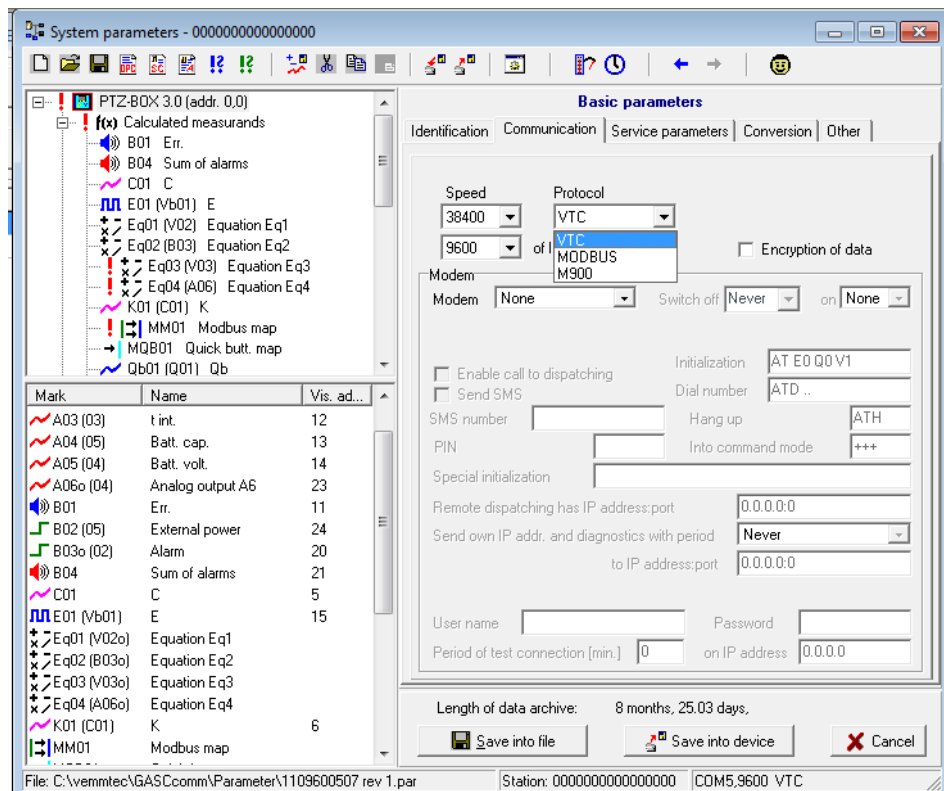 System parameters - 0000000000000000
PTZ-BOX 3.0 (addr. 0,0)
f(x) Calculated measurands
B01 Err.
B04 Sum of alarms
C01 C
E01 (Vb01) E
Eq01 (V02) Equation Eq1
Eq02 (B03) Equation Eq2
Eq03 (V03) Equation Eq3
Eq04 (A06) Equation Eq4
K01 (C01) K
MM01 Modbus map
MQB01 Quick butt. map
Qb01 (Q01) Qb
Mark Name Vis. ad...
A03 (03) t int. 12
A04 (05) Batt. cap. 13
A05 (04) Batt. volt. 14
A06o (04) Analog output A6 23
B01 Err. 11
B02 (05) External power 24
B03o (02) Alarm 20
B04 Sum of alarms 21
C01 C 5
E01 (Vb01) E 15
Eq01 (V02o) Equation Eq1
Eq02 (B03o) Equation Eq2
Eq03 (V03o) Equation Eq3
Eq04 (A06o) Equation Eq4
K01 (C01) K 6
MM01 Modbus map
Basic parameters
Identification Communication Service parameters Conversion Other
Speed Protocol
38400 VTC
9600 of VTC
MODBUS
M900
Encryption of data
Modem
Modem None Switch off Never on None
Enable call to dispatching
Send SMS
Initialization AT E0 Q0 V1
Dial number ATD ..
SMS number Hang up ATH
PIN Into command mode +++
Special initialization
Remote dispatching has IP address:port 0.0.0.0:0
Send own IP addr. and diagnostics with period Never
to IP address:port 0.0.0.0:0
User name Password
Period of test connection [min.] 0 on IP address 0.0.0.0
Length of data archive: 8 months, 25.03 days,
Save into file Save into device Cancel
File: C:\vemmtec\GASCcomm\Parameter\1109600507 rev 1.par Station: 0000000000000000 COM5,9600 VTC